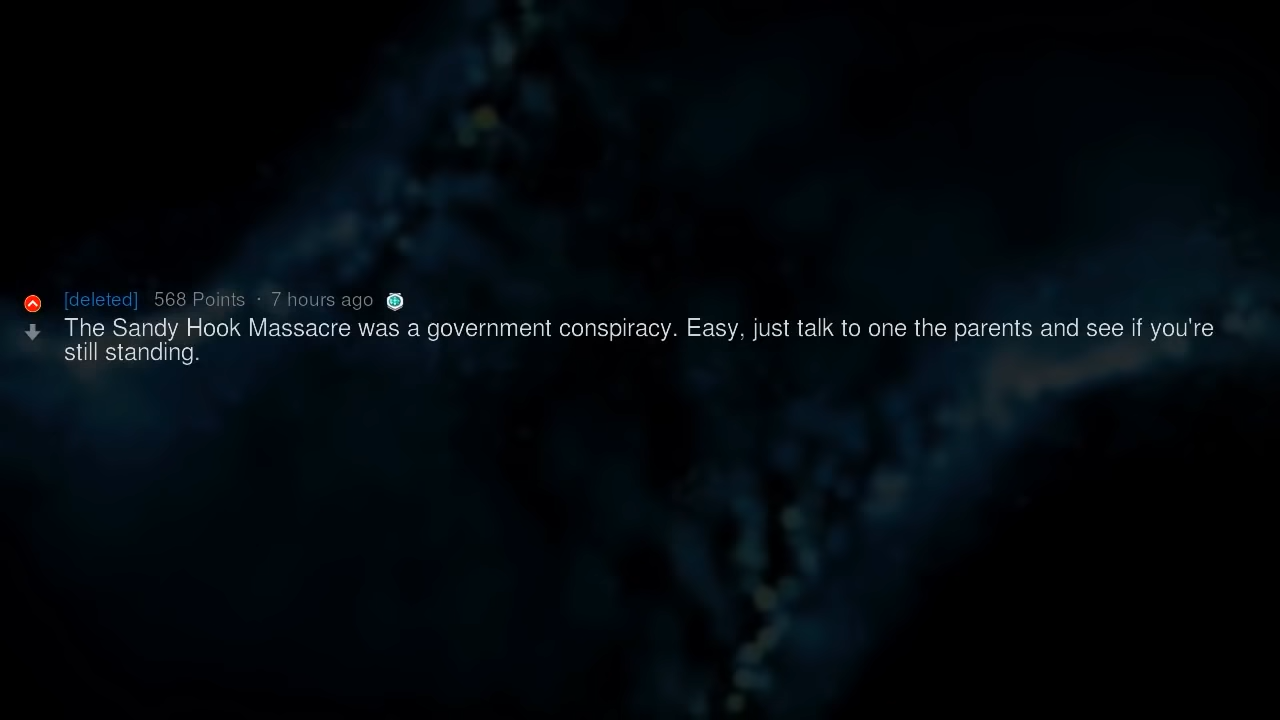 [deleted] 568 Points · 7 hours ago
The Sandy Hook Massacre was a government conspiracy. Easy, just talk to one the parents and see if you're
still standing.